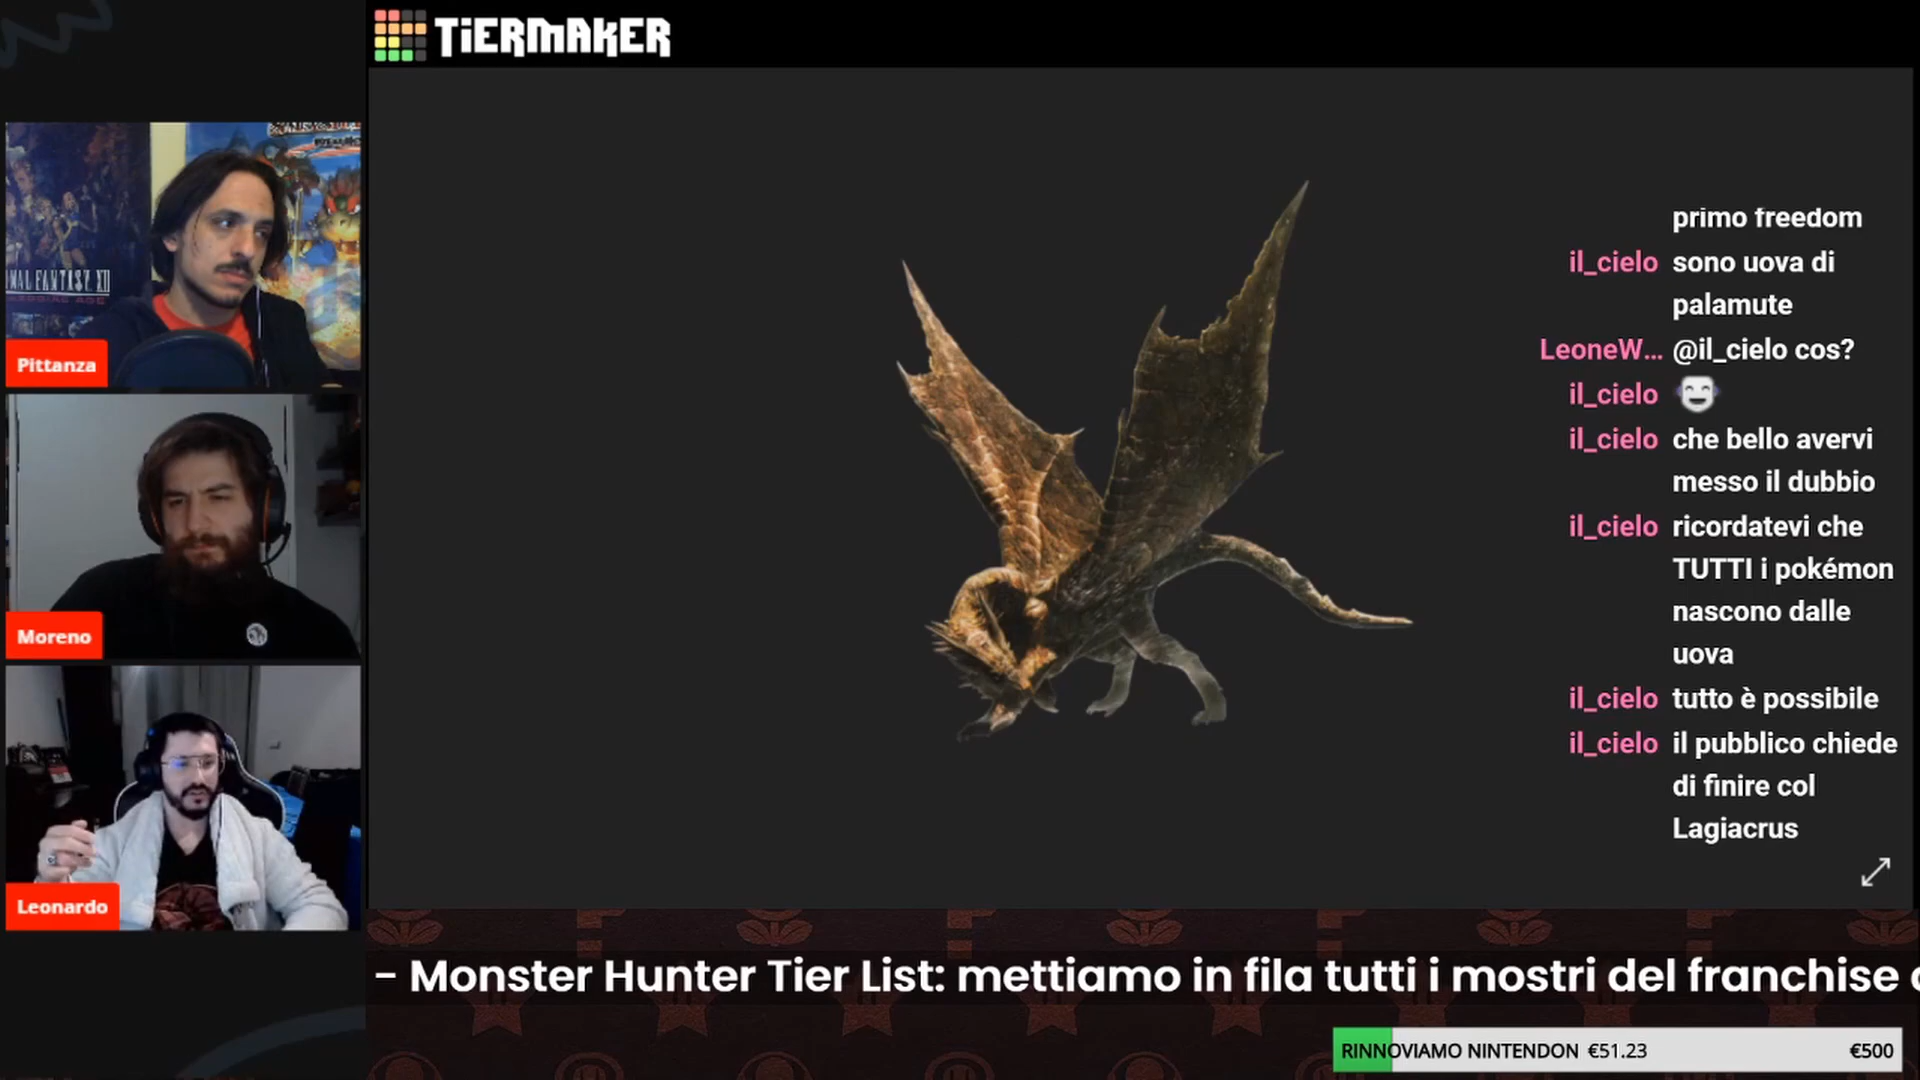 TiERMAKER
FINAL FANTASY XII
Pittanza
Moreno
Leonardo
primo freedom
il_cielo sono uova di
palamute
LeoneW... @il_cielo cos?
il_cielo
il_cielo che bello avervi
messo il dubbio
il_cielo ricordatevi che
TUTTI i pokémon
nascono dalle
uova
il_cielo tutto è possibile
il_cielo il pubblico chiede
di finire col
Lagiacrus
- Monster Hunter Tier List: mettiamo in fila tutti i mostri del franchise
RINNOVIAMO NINTENDON €51.23 €500